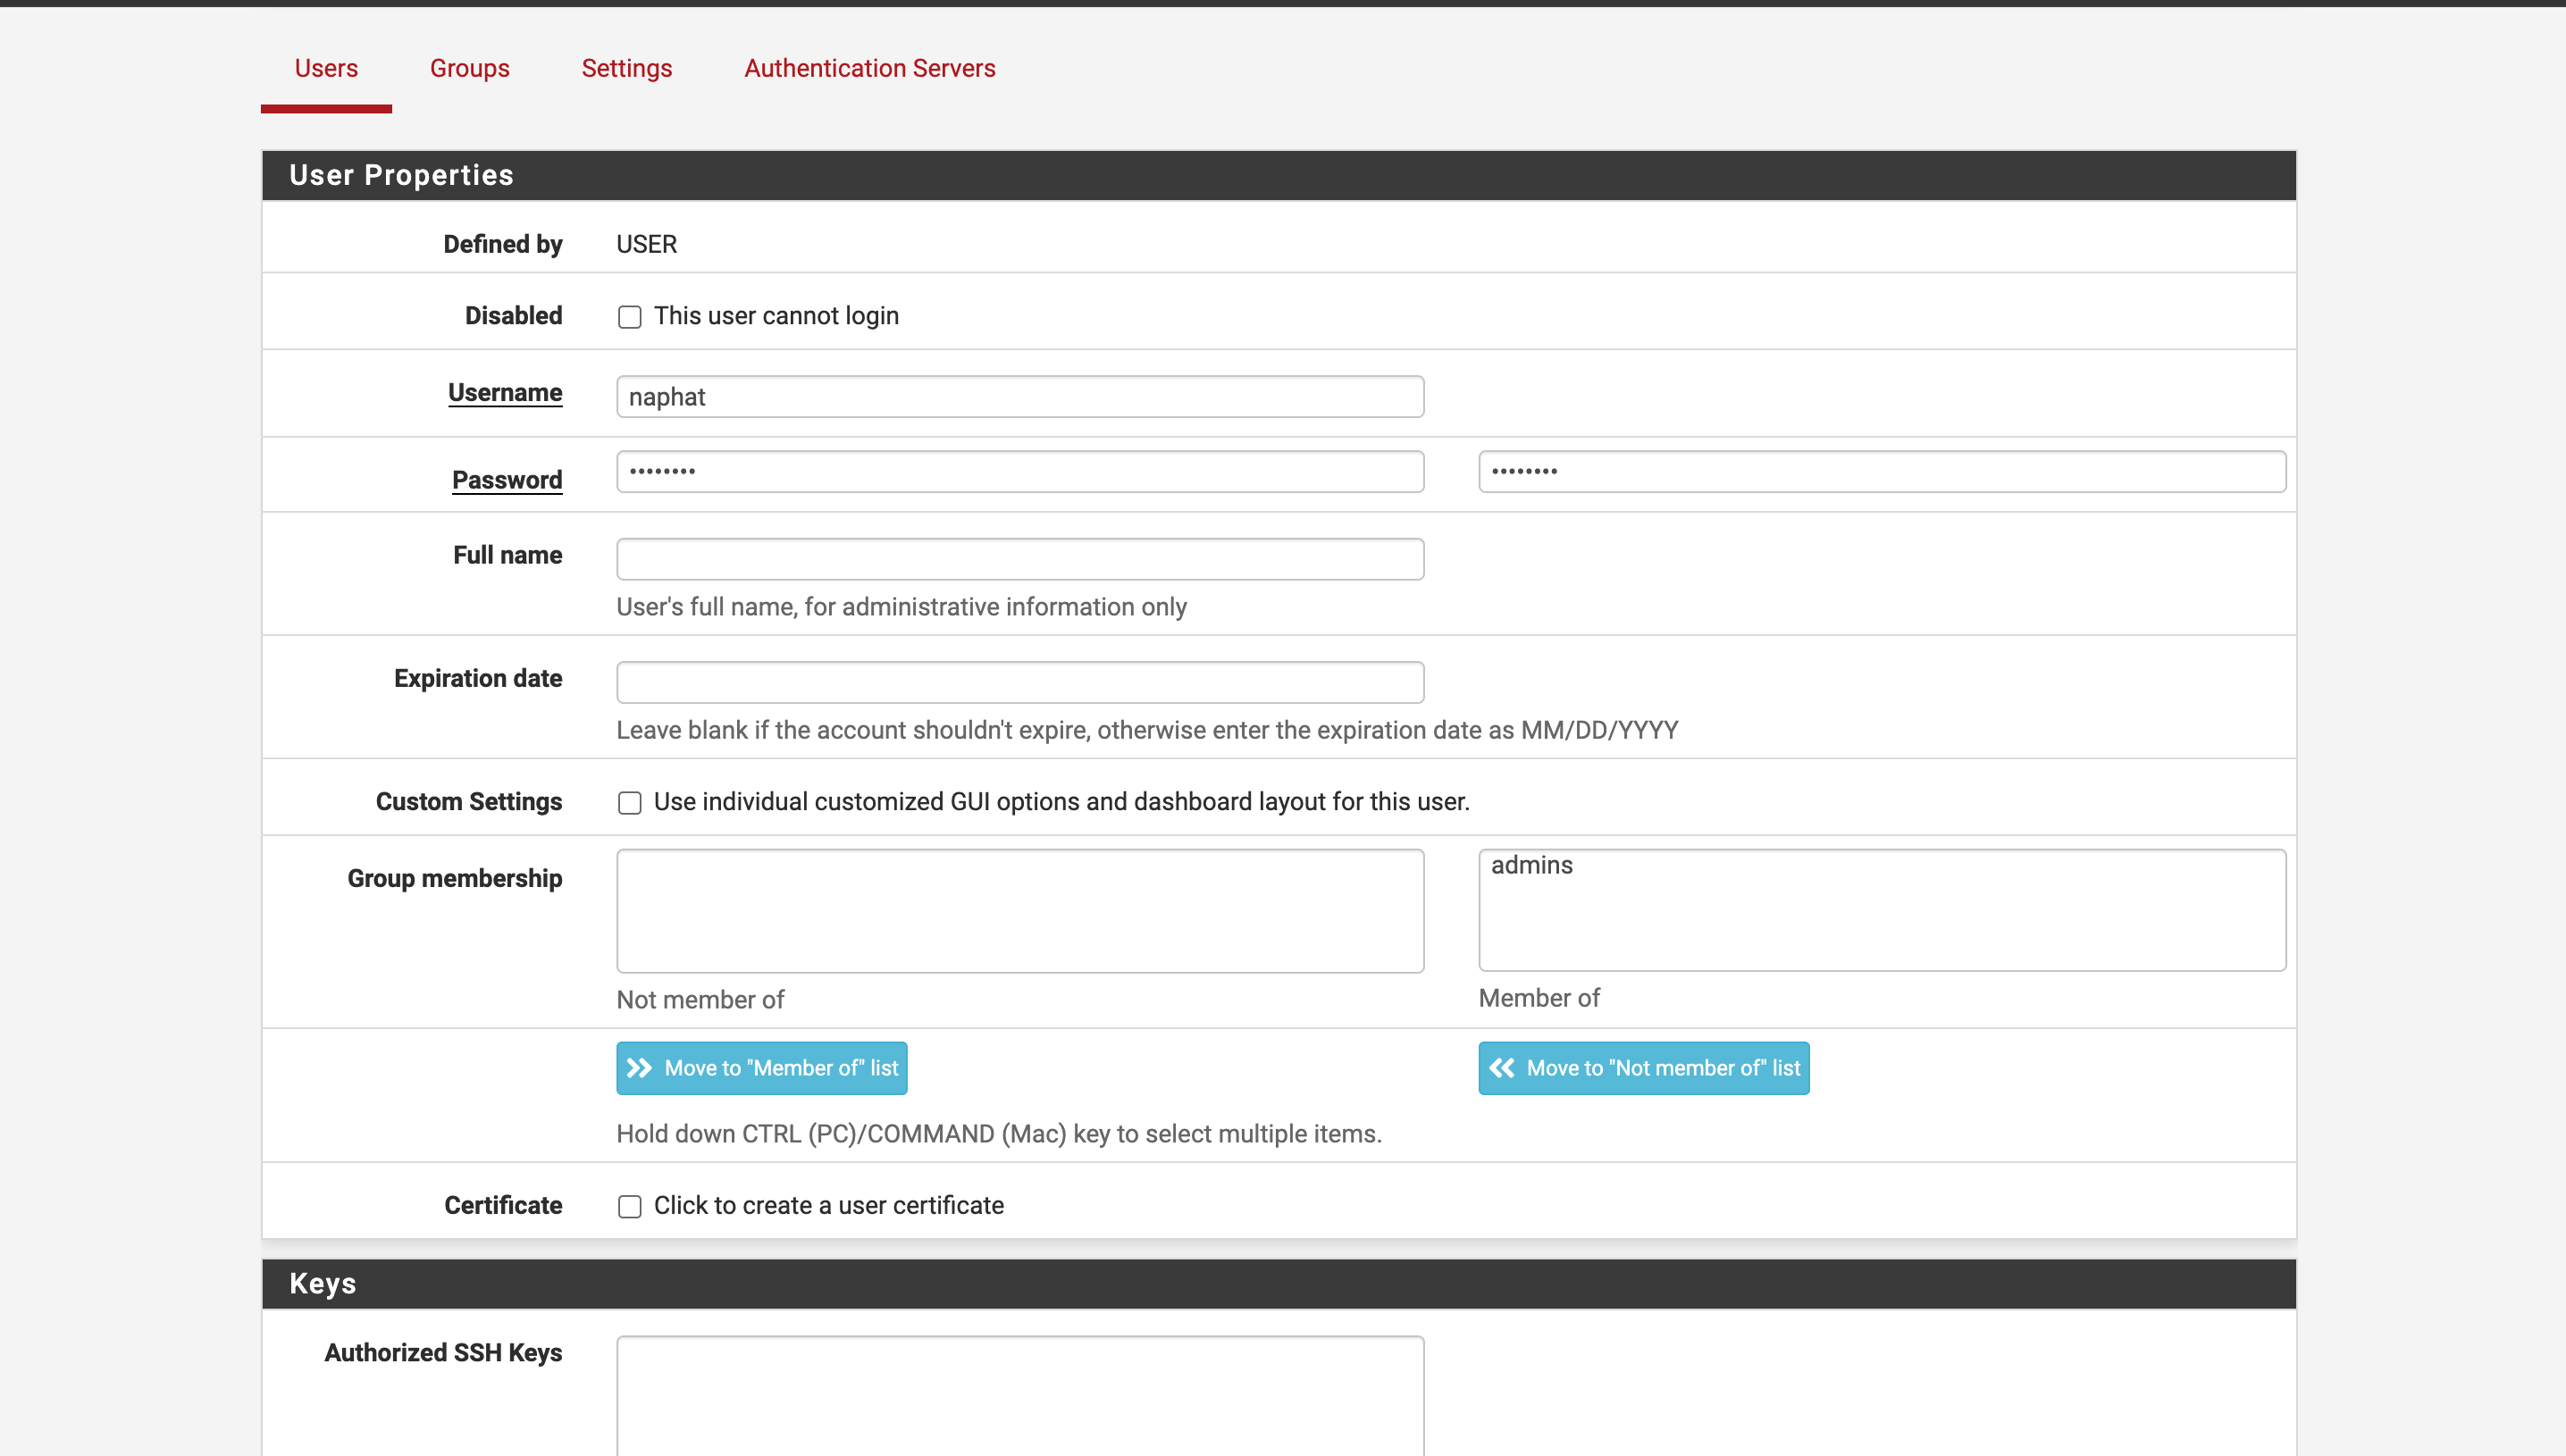 Users Groups Settings Authentication Servers
User Properties
Defined by USER
Disabled This user cannot login
Username naphat
Password •••••••• ••••••••
Full name
User's full name, for administrative information only
Expiration date
Leave blank if the account shouldn't expire, otherwise enter the expiration date as MM/DD/YYYY
Custom Settings Use individual customized GUI options and dashboard layout for this user.
Group membership admins
Not member of Member of
Move to "Member of" list Move to "Not member of" list
Hold down CTRL (PC)/COMMAND (Mac) key to select multiple items.
Certificate Click to create a user certificate
Keys
Authorized SSH Keys